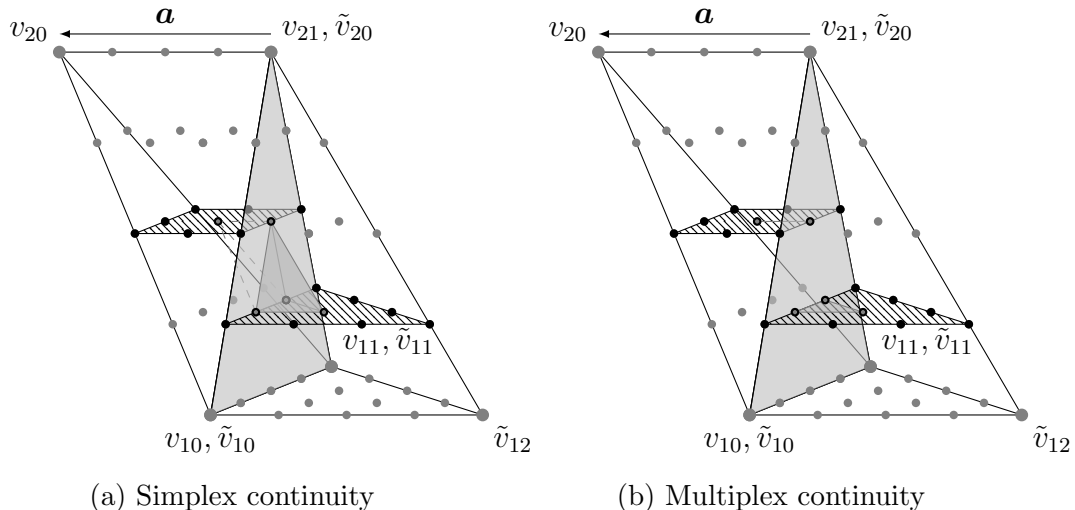 a a
v₂₀ v₂₁, ṽ₂₀ v₂₀ v₂₁, ṽ₂₀
v₁₁, ṽ₁₁ v₁₁, ṽ₁₁
v₁₀, ṽ₁₀ ṽ₁₂ v₁₀, ṽ₁₀ ṽ₁₂
(a) Simplex continuity (b) Multiplex continuity